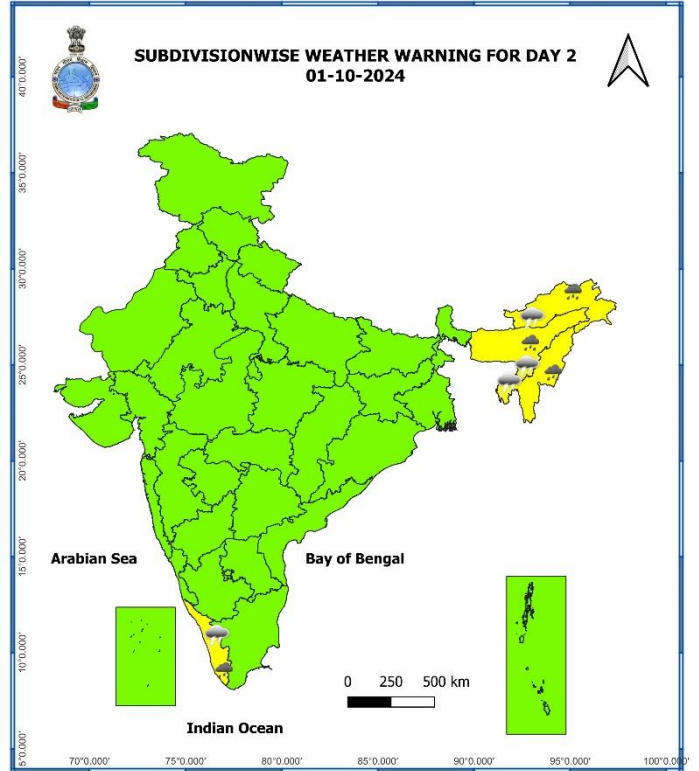 SUBDIVISIONWISE WEATHER WARNING FOR DAY 2
01-10-2024
40°0.000'
35°0.000'
30°0.000'
25°0.000'
20°0.000'
15°0.000'
Arabian Sea
Bay of Bengal
10°0.000'
0 250 500 km
Indian Ocean
5°0.000'
70°0.000' 75°0.000' 80°0.000' 85°0.000' 90°0.000' 95°0.000' 100°0.000'